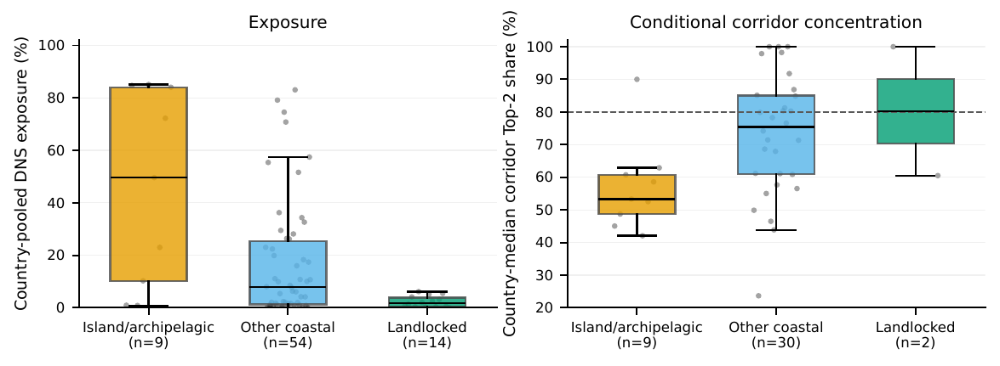 Exposure
Country-pooled DNS exposure (%)
100
80
60
40
20
0
Island/archipelagic
(n=9)
Other coastal
(n=54)
Landlocked
(n=14)
Conditional corridor concentration
Country-median corridor Top-2 share (%)
100
90
80
70
60
50
40
30
20
Island/archipelagic
(n=9)
Other coastal
(n=30)
Landlocked
(n=2)